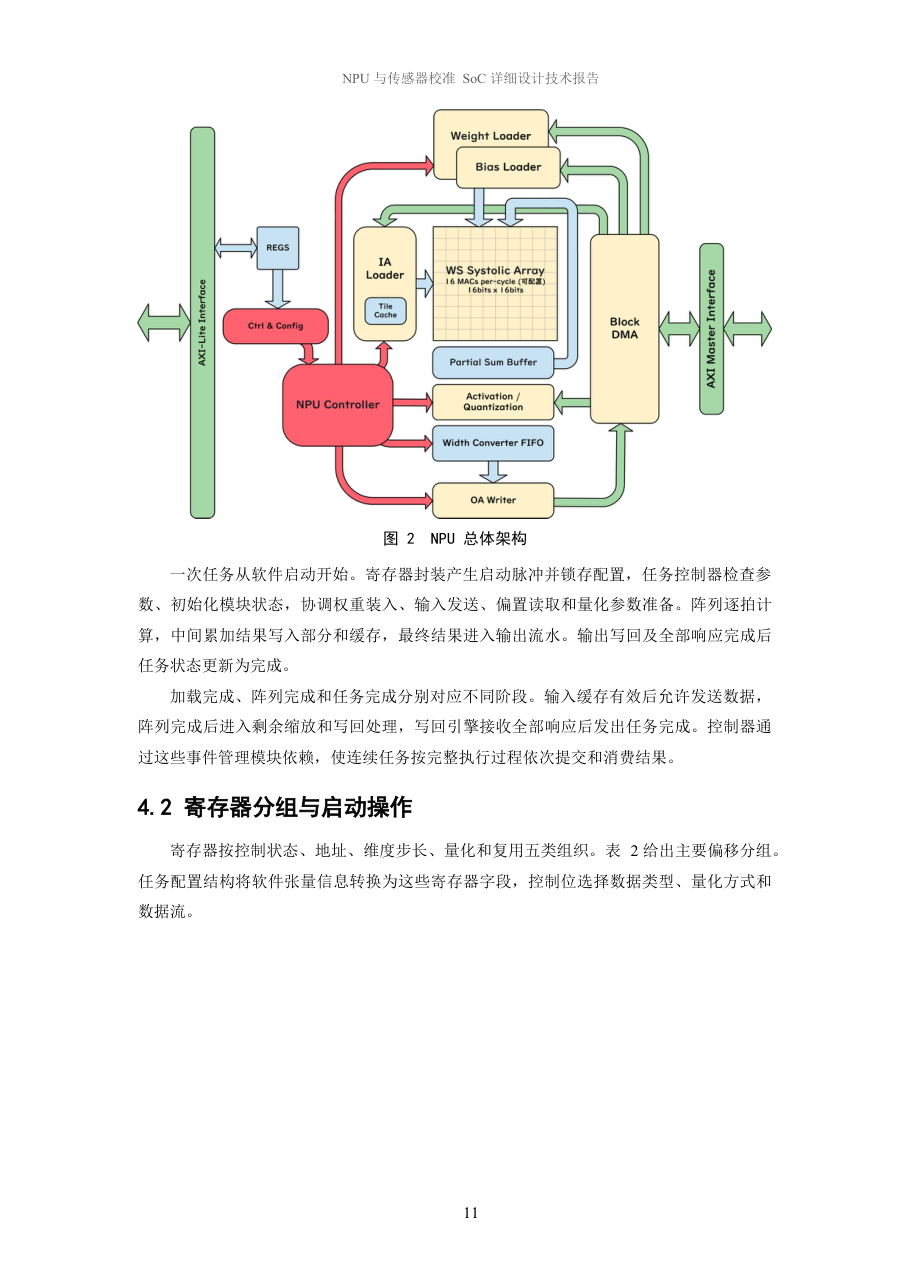 NPU 与传感器校准 SoC 详细设计技术报告
Weight Loader
Bias Loader
REGS
IA
Loader
Tile
Cache
WS Systolic Array
16 MACs per-cycle (可配置)
16bits x 16bits
AXI-Lite Interface
Ctrl & Config
Block
DMA
AXI Master Interface
Partial Sum Buffer
NPU Controller
Activation /
Quantization
Width Converter FIFO
OA Writer
图 2 NPU 总体架构
一次任务从软件启动开始。寄存器封装产生启动脉冲并锁存配置，任务控制器检查参
数、初始化模块状态，协调权重装入、输入发送、偏置读取和量化参数准备。阵列逐拍计
算，中间累加结果写入部分和缓存，最终结果进入输出流水。输出写回及全部响应完成后
任务状态更新为完成。
加载完成、阵列完成和任务完成分别对应不同阶段。输入缓存有效后允许发送数据，
阵列完成后进入剩余缩放和写回处理，写回引擎接收全部响应后发出任务完成。控制器通
过这些事件管理模块依赖，使连续任务按完整执行过程依次提交和消费结果。
4.2 寄存器分组与启动操作
寄存器按控制状态、地址、维度步长、量化和复用五类组织。表 2 给出主要偏移分组。
任务配置结构将软件张量信息转换为这些寄存器字段，控制位选择数据类型、量化方式和
数据流。
11